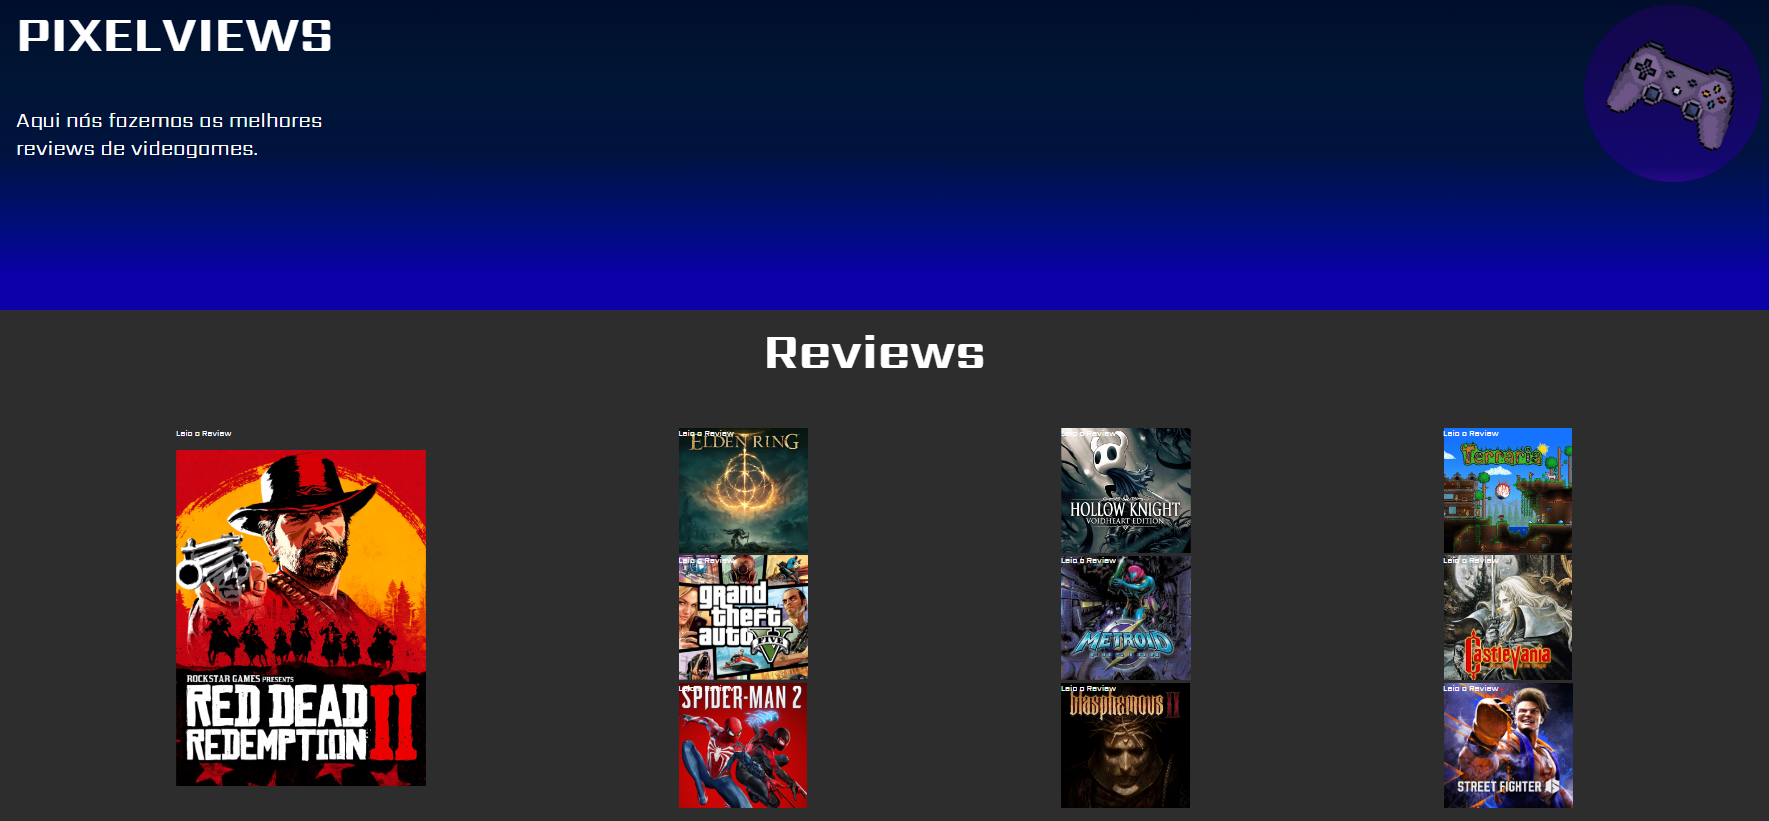 PIXELVIEWS
Aqui nós fazemos os melhores
reviews de videogames.
Reviews
Leia o Review
ROCKSTAR GAMES PRESENTS
RED DEAD
REDEMPTION II
Leia o Review
ELDEN RING
Leia o Review
HOLLOW KNIGHT
VOIDHEART EDITION
Leia o Review
Terraria
Leia o Review
grand
theft
auto V
FIVE
Leia o Review
METROID
Leia o Review
Castlevania
Leia o Review
SPIDER-MAN 2
Leia o Review
blasphemous II
Leia o Review
STREET FIGHTER 6